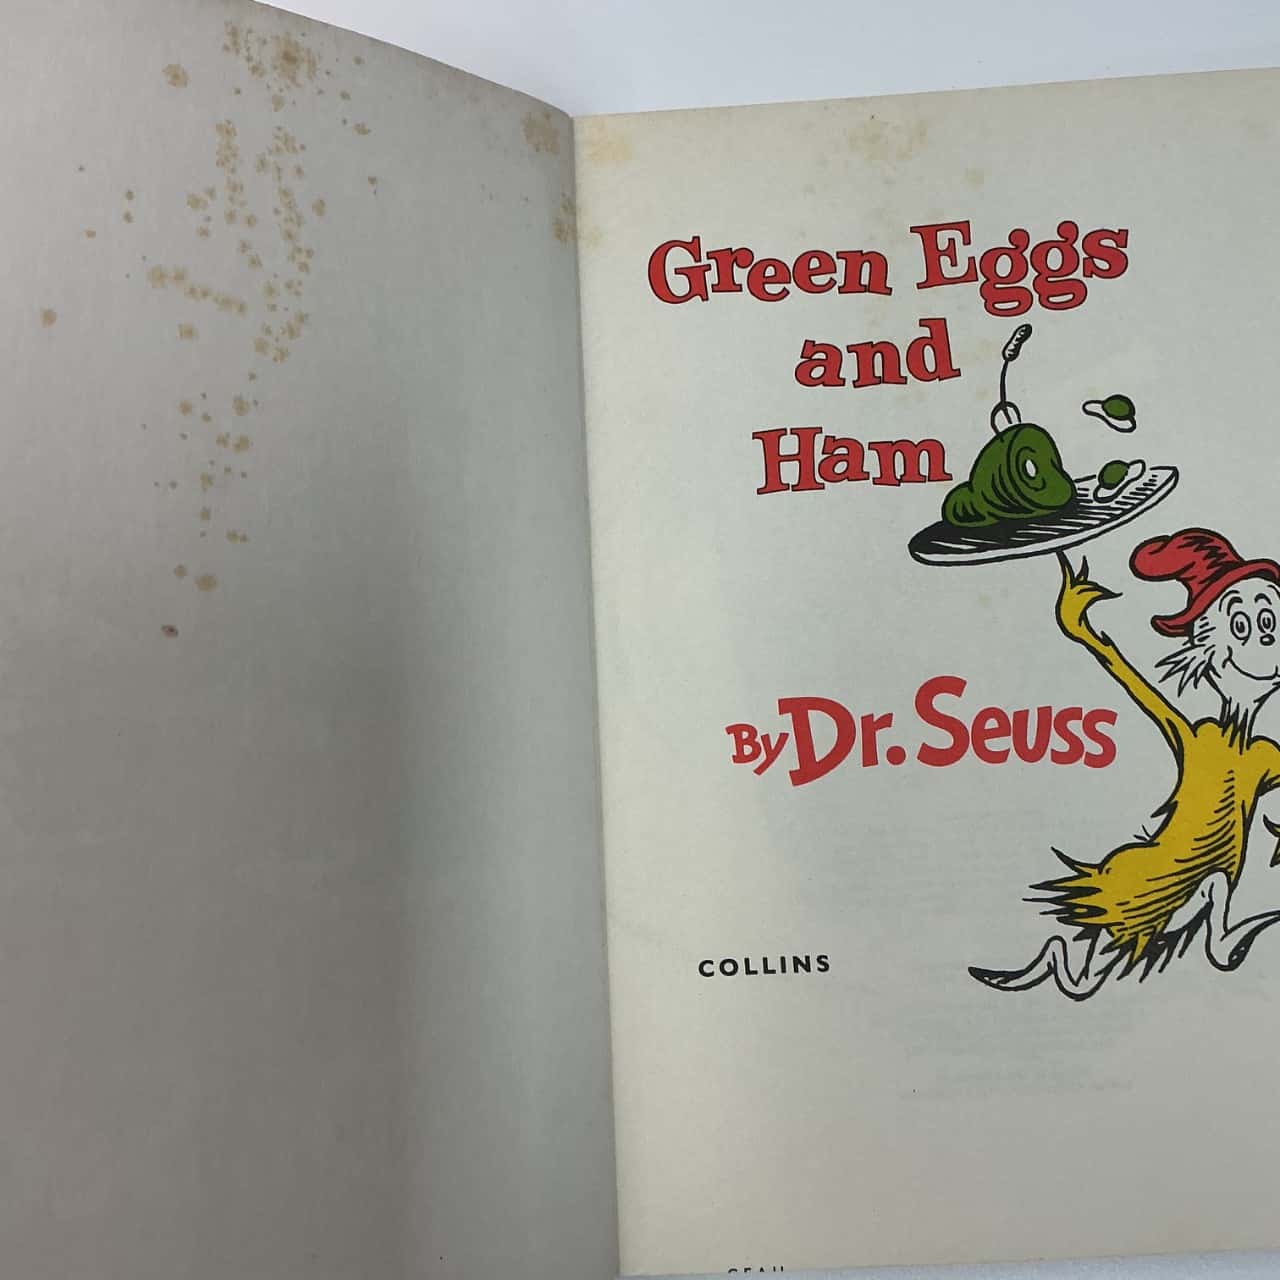 Green Eggs
and
Ham
By Dr. Seuss
COLLINS